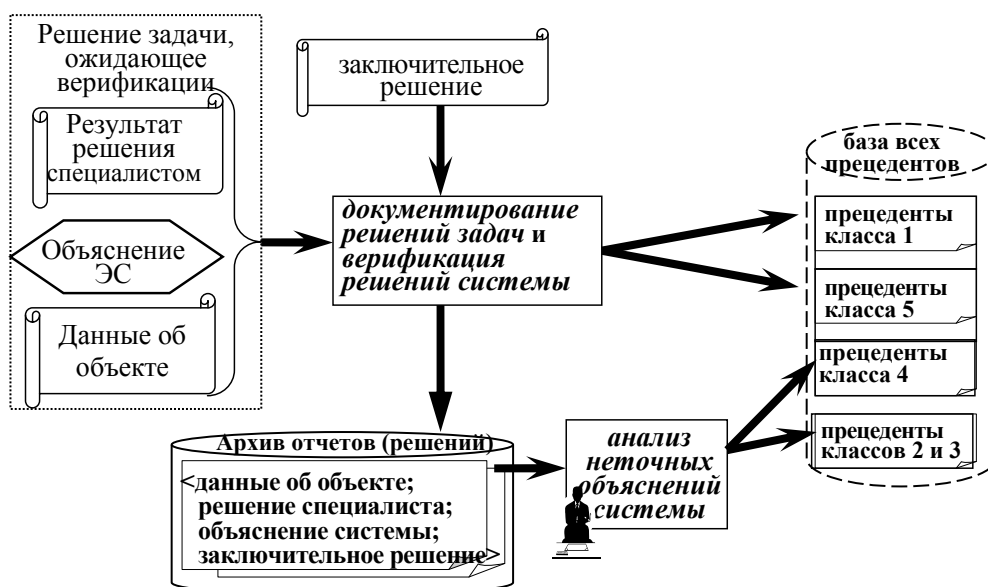 Решение задачи,
ожидающее
верификации
Результат
решения
специалистом
Объяснение
ЭС
Данные об
объекте
заключительное
решение
документирование
решений задач и
верификация
решений системы
база всех
прецедентов
прецеденты
класса 1
прецеденты
класса 5
прецеденты
класса 4
прецеденты
классов 2 и 3
Архив отчетов (решений)
<данные об объекте;
решение специалиста;
объяснение системы;
заключительное решение>
анализ
неточных
объяснений
системы